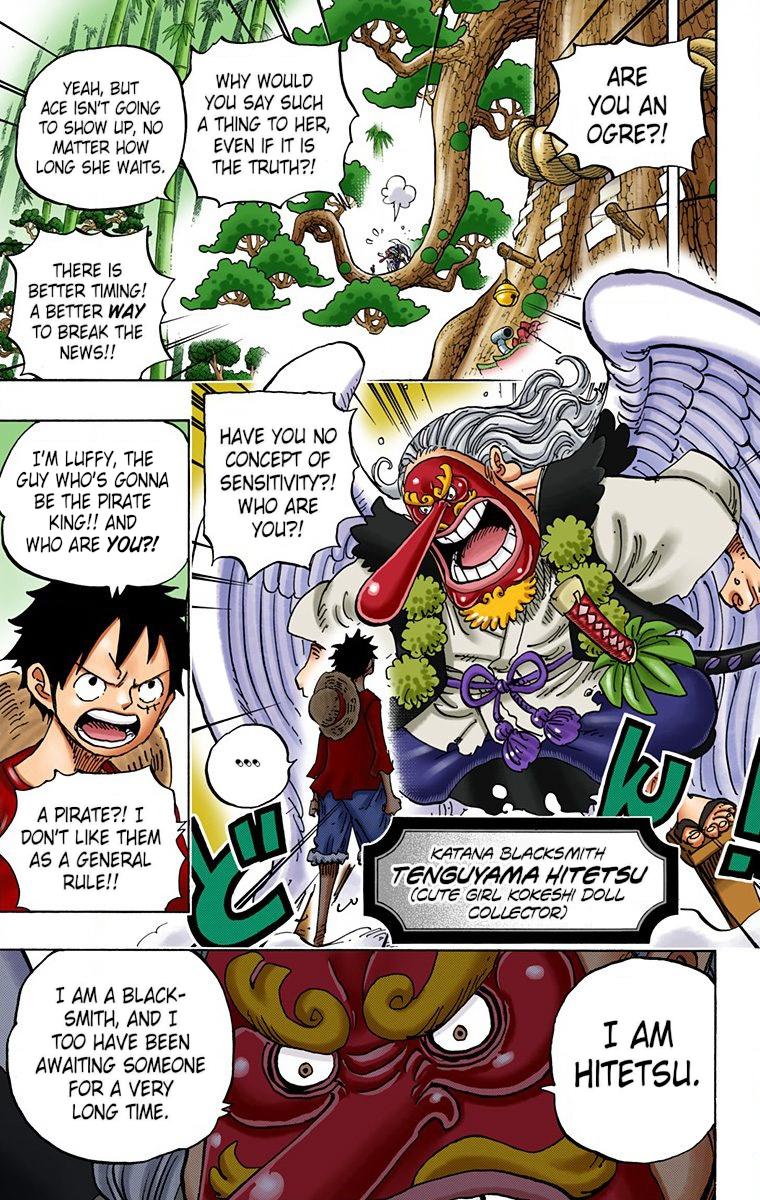 ARE
YOU AN
OGRE?!
WHY WOULD
YOU SAY SUCH
A THING TO HER,
EVEN IF IT IS
THE TRUTH?!
YEAH, BUT
ACE ISN'T GOING
TO SHOW UP, NO
MATTER HOW
LONG SHE WAITS.
THERE IS
BETTER TIMING!
A BETTER WAY
TO BREAK THE
NEWS!!
HAVE YOU NO
CONCEPT OF
SENSITIVITY?!
WHO ARE
YOU?!
...
どん!
KATANA BLACKSMITH
TENGUYAMA HITETSU
(CUTE GIRL KOKESHI DOLL
COLLECTOR)
I'M LUFFY, THE
GUY WHO'S GONNA
BE THE PIRATE
KING!! AND
WHO ARE YOU?!
A PIRATE?! I
DON'T LIKE THEM
AS A GENERAL
RULE!!
I AM
HITETSU.
I AM A BLACK-
SMITH, AND I
TOO HAVE BEEN
AWAITING SOMEONE
FOR A VERY
LONG TIME.